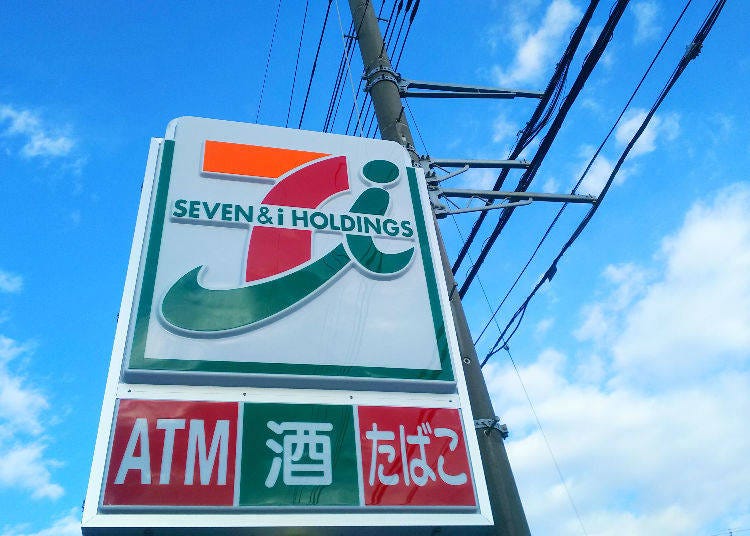 SEVEN & i HOLDINGS
ATM 酒 たばこ